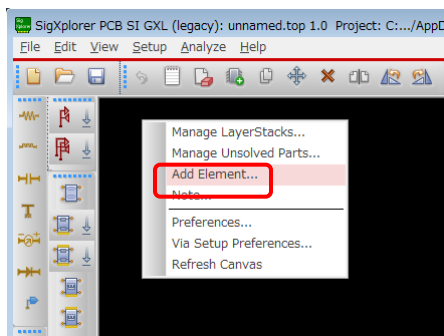 SigXplorer PCB SI GXL (legacy): unnamed.top 1.0 Project: C:.../AppD
File Edit View Setup Analyze Help
Manage LayerStacks...
Manage Unsolved Parts...
Add Element...
Note...
Preferences...
Via Setup Preferences...
Refresh Canvas